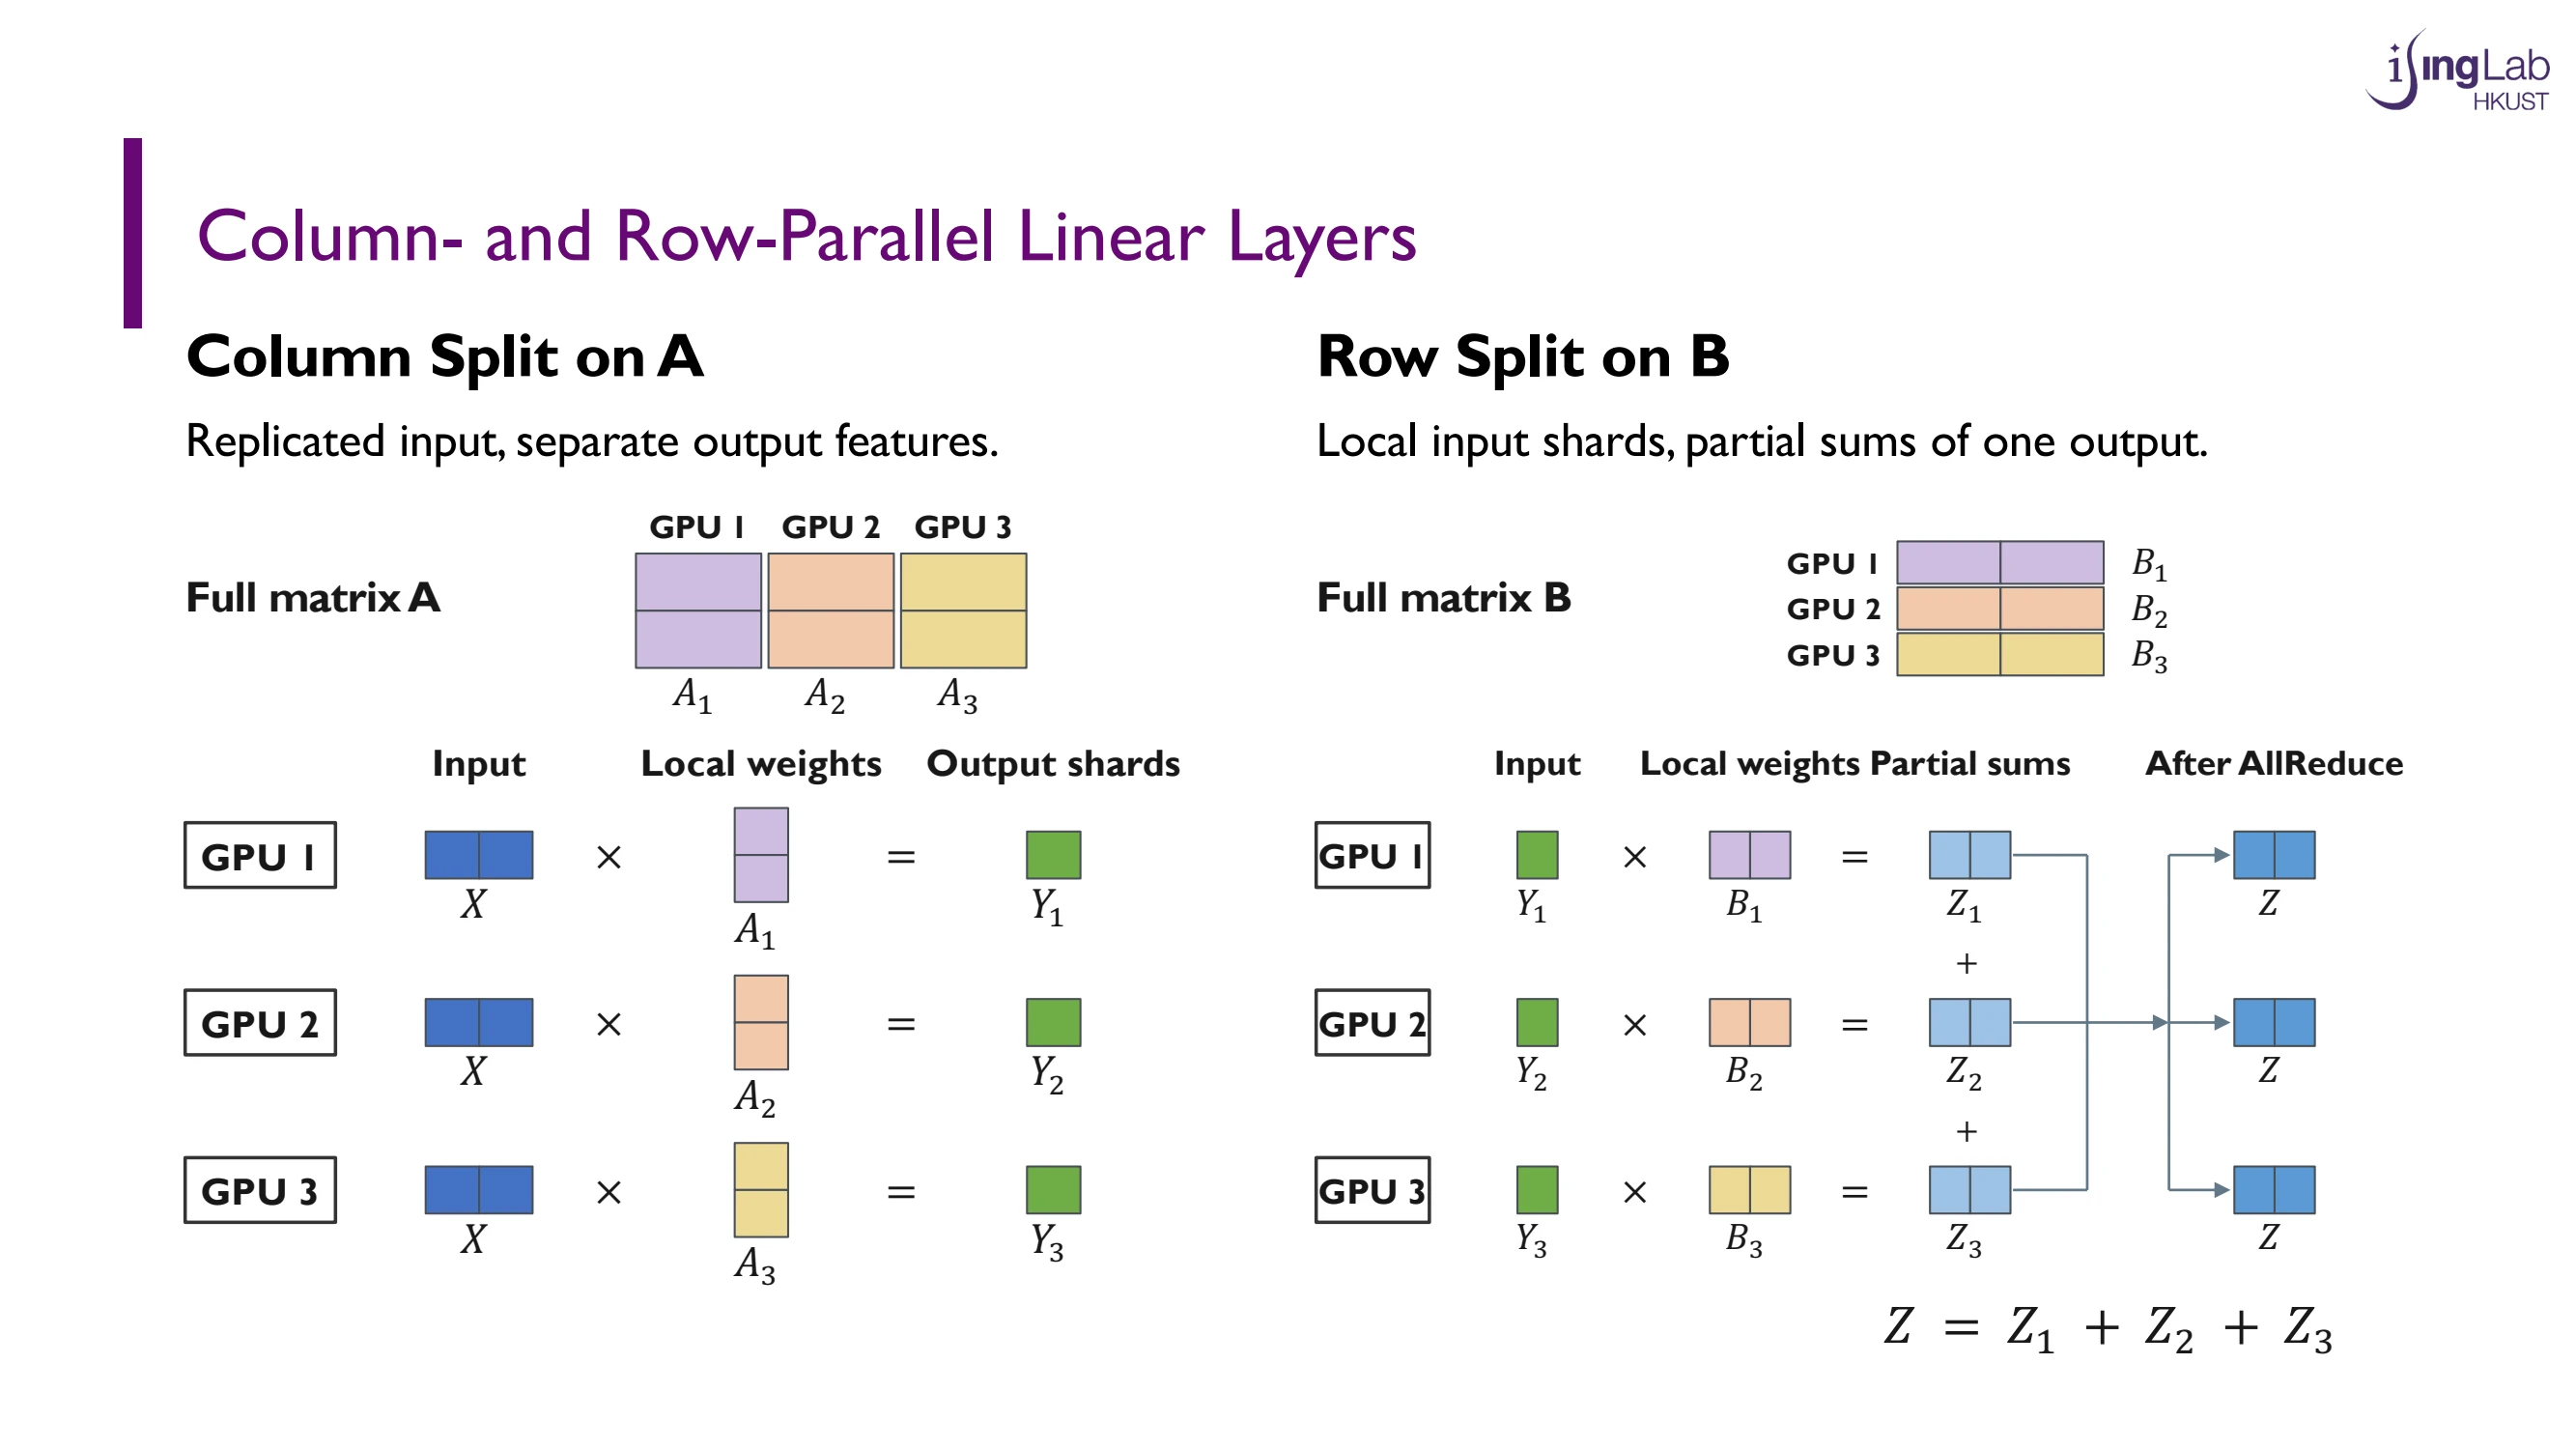 iSingLab
HKUST
Column- and Row-Parallel Linear Layers
Column Split on A
Replicated input, separate output features.
GPU 1 GPU 2 GPU 3
Full matrix A
A₁ A₂ A₃
Input Local weights Output shards
GPU 1 X × A₁ = Y₁
GPU 2 X × A₂ = Y₂
GPU 3 X × A₃ = Y₃
Row Split on B
Local input shards, partial sums of one output.
Full matrix B
GPU 1 B₁
GPU 2 B₂
GPU 3 B₃
Input Local weights Partial sums After AllReduce
GPU 1 Y₁ × B₁ = Z₁ Z
+
GPU 2 Y₂ × B₂ = Z₂ Z
+
GPU 3 Y₃ × B₃ = Z₃ Z
Z = Z₁ + Z₂ + Z₃